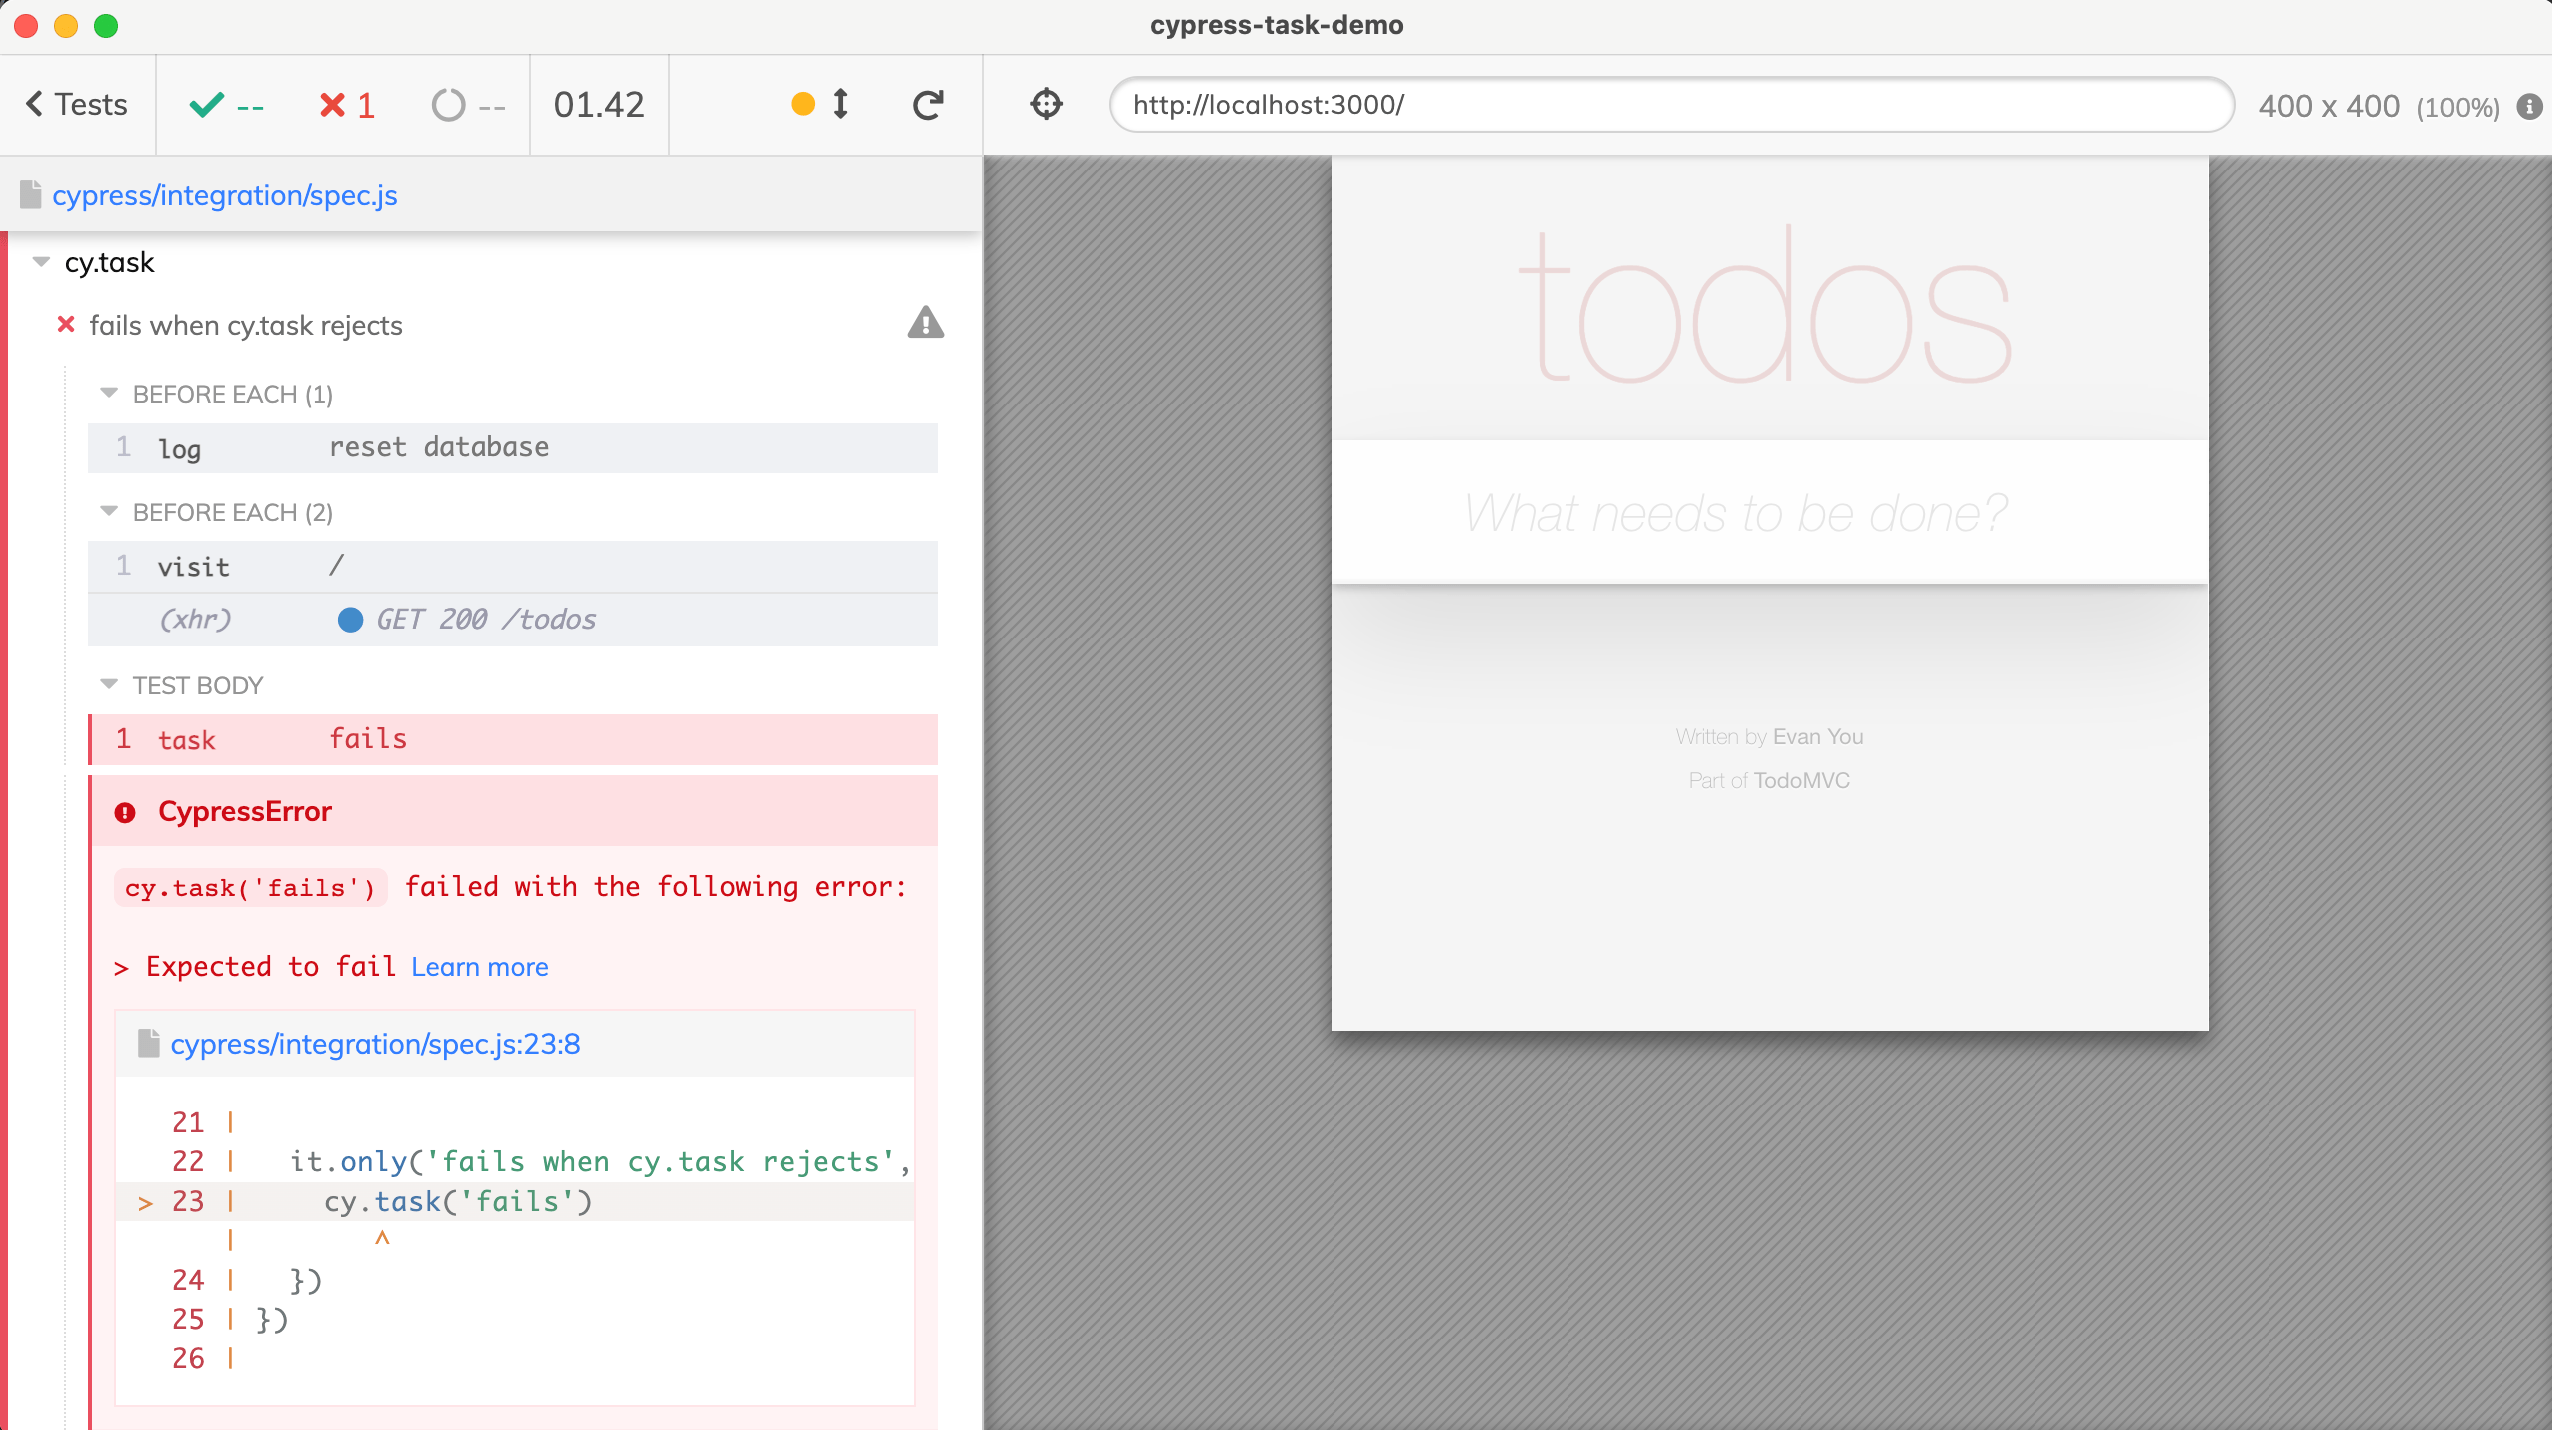 cypress-task-demo
Tests -- 1 -- 01.42
http://localhost:3000/ 400 x 400 (100%)
cypress/integration/spec.js
cy.task
fails when cy.task rejects
BEFORE EACH (1)
1 log reset database
BEFORE EACH (2)
1 visit /
(xhr) GET 200 /todos
TEST BODY
1 task fails
CypressError
cy.task('fails') failed with the following error:
> Expected to fail Learn more
cypress/integration/spec.js:23:8
21 |
22 | it.only('fails when cy.task rejects',
> 23 | cy.task('fails')
| ^
24 | })
25 | })
26 |
todos
What needs to be done?
Written by Evan You
Part of TodoMVC